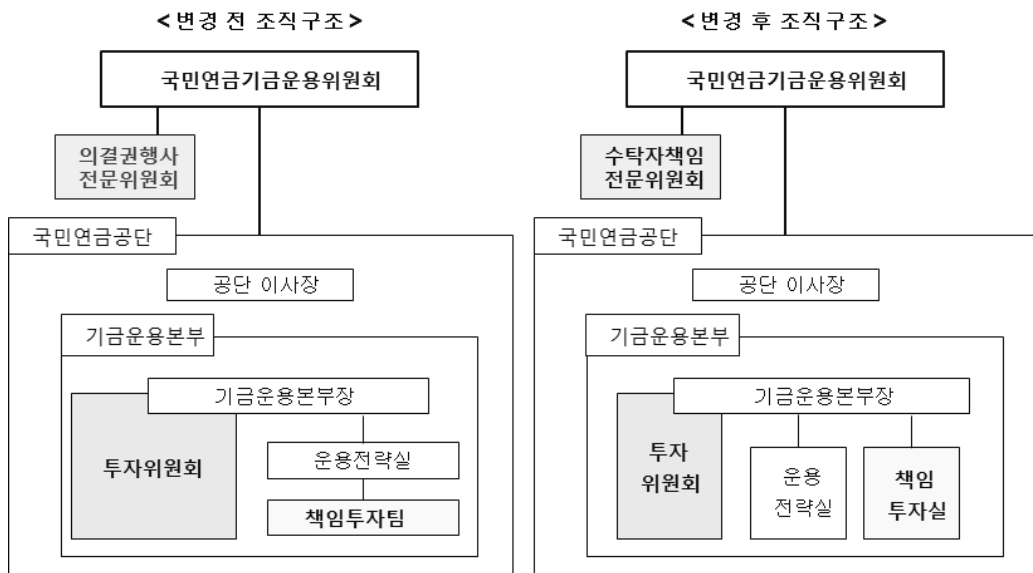 <변경 전 조직구조>
국민연금기금운용위원회
의결권행사
전문위원회
국민연금공단
공단 이사장
기금운용본부
기금운용본부장
투자위원회
운용전략실
책임투자팀
<변경 후 조직구조>
국민연금기금운용위원회
수탁자책임
전문위원회
국민연금공단
공단 이사장
기금운용본부
기금운용본부장
투자
위원회
운용
전략실
책임
투자실